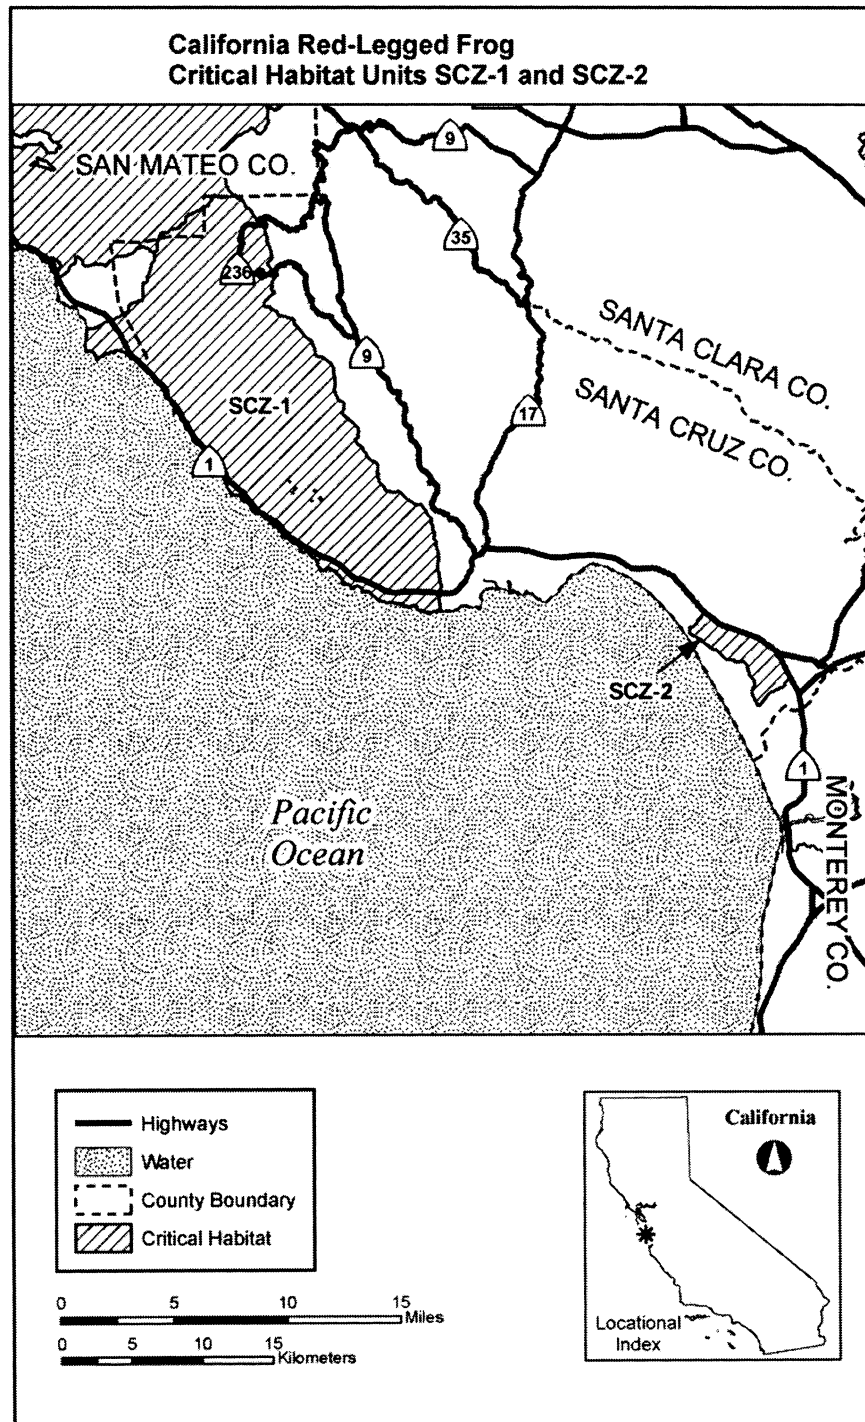 California Red-Legged Frog
Critical Habitat Units SCZ-1 and SCZ-2
SAN MATEO CO.
9
35
236
9
SANTA CLARA CO.
SANTA CRUZ CO.
SCZ-1
17
1
SCZ-2
1
MONTEREY CO.
Pacific
Ocean
Highways
Water
County Boundary
Critical Habitat
0 5 10 15
Miles
0 5 10 15
Kilometers
California
Locational
Index